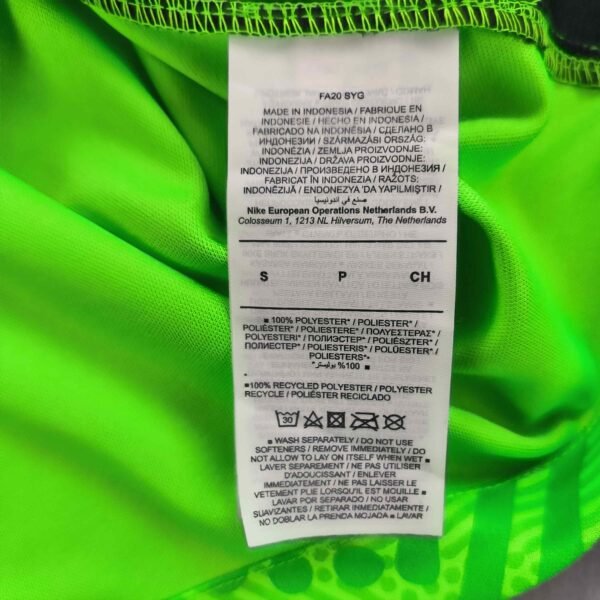 FA20 SYG
MADE IN INDONESIA / FABRIQUE EN
INDONESIE / HECHO EN INDONESIA /
FABRICADO NA INDONÉSIA / СДЕЛАНО В
ИНДОНЕЗИИ / SZÁRMAZÁSI ORSZÁG:
INDONÉZIA / ZEMLJA PROIZVODNJE:
INDONEZIJA / DRŽAVA PROIZVODNJE:
INDONEZIJA / ПРОИЗВЕДЕНО В ИНДОНЕЗИЯ
/ FABRICAT ÎN INDONEZIA / RAŽOTS:
INDONĒZIJĀ / ENDONEZYA 'DA YAPILMIŞTIR /
صنع في اندونيسيا
Nike European Operations Netherlands B.V.
Colosseum 1, 1213 NL Hilversum, The Netherlands
S P CH
■ 100% POLYESTER* / POLIESTER* /
POLIÉSTER* / POLIESTERE* / ΠΟΛΥΕΣΤΕΡΑΣ* /
POLYESTERI* / ПОЛИЭСТЕР* / POLIÉSZTER* /
ПОЛИЕСТЕР* / POLIESTERIS* / POLÜESTER* /
POLIESTERS*
■ 100% بوليستر*
*100% RECYCLED POLYESTER / POLYESTER
RECYCLE / POLIÉSTER RECICLADO
30
■ WASH SEPARATELY / DO NOT USE
SOFTENERS / REMOVE IMMEDIATELY / DO
NOT ALLOW TO LAY ON ITSELF WHEN WET ■
LAVER SEPAREMENT / NE PAS UTILISER
D'ADOUCISSANT / ENLEVER
IMMEDIATEMENT / NE PAS LAISSER LE
VETEMENT PLIE LORSQU'IL EST MOUILLE ■
LAVAR POR SEPARADO / NO USAR
SUAVIZANTES / RETIRAR INMEDIATAMENTE /
NO DOBLAR LA PRENDA MOJADA ■ LAVAR